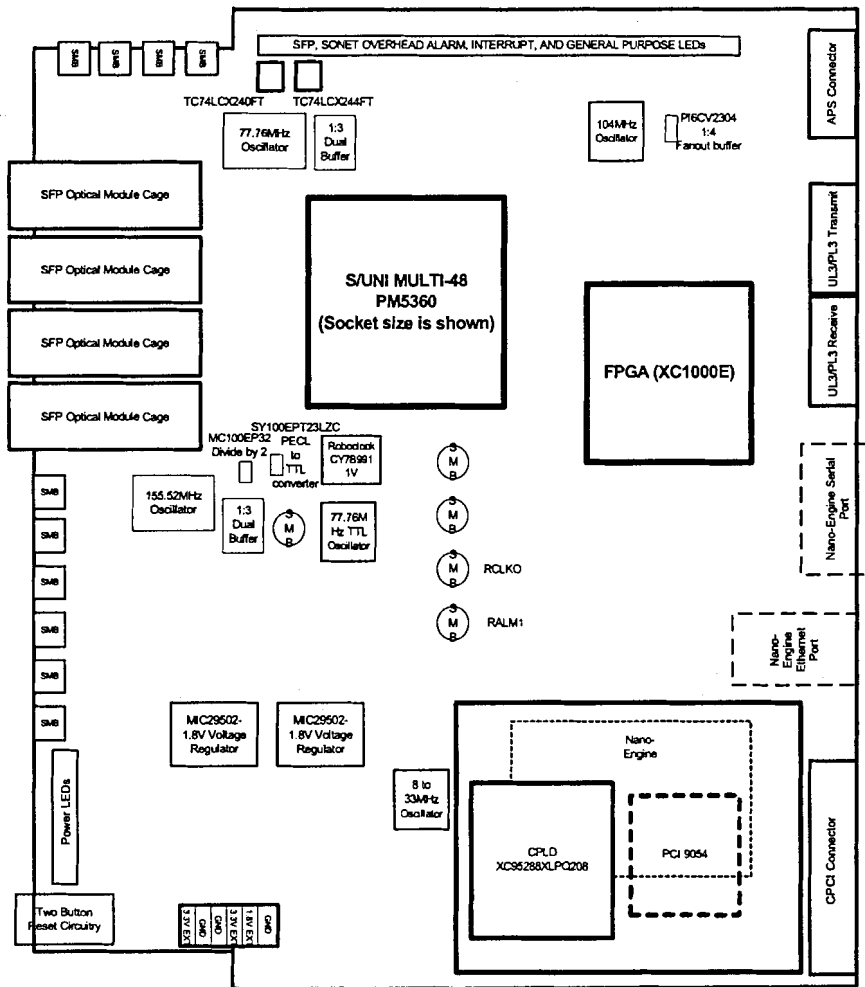 SFP, SONET OVERHEAD ALARM, INTERRUPT, AND GENERAL PURPOSE LEDs
SMB
SMB
SMB
SMB
TC74LCX240FT
TC74LCX244FT
77.76MHz
Oscillator
1:3
Dual
Buffer
104MHz
Oscillator
PI6CV2304
1:4
Fanout buffer
APS Connector
SFP Optical Module Cage
SFP Optical Module Cage
SFP Optical Module Cage
SFP Optical Module Cage
S/UNI MULTI-48
PM5360
(Socket size is shown)
FPGA (XC1000E)
UL3/PL3 Transmit
UL3/PL3 Receive
MC100EP32
Divide by 2
SY100EPT23LZC
PECL
to
TTL
converter
Roboclock
CY7B991
1V
SMB
SMB
SMB
RCLKO
SMB
RALM1
155.52MHz
Oscillator
1:3
Dual
Buffer
SMB
77.76M
Hz TTL
Oscillator
SMB
SMB
SMB
SMB
SMB
SMB
Nano-Engine Serial
Port
Nano-
Engine
Ethernet
Port
MIC29502-
1.8V Voltage
Regulator
MIC29502-
1.8V Voltage
Regulator
8 to
33MHz
Oscillator
Nano-
Engine
CPLD
XC95288XLPQ208
PCI 9054
CPCI Connector
Power LEDs
Two Button
Reset Circuitry
3.3V EXT
GND
GND
3.3V EXT
1.8V EXT
GND